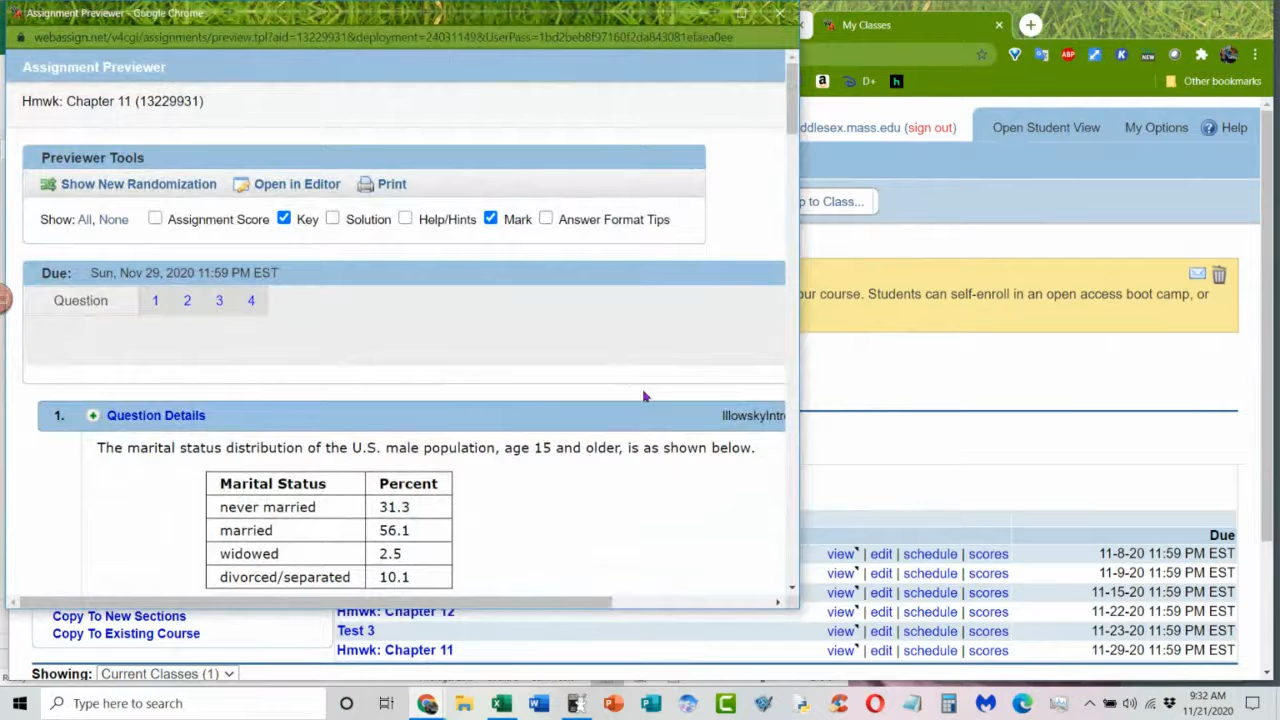 Assignment Previewer - Google Chrome
webassign.net/v4cgi/assignments/preview.tpl?aid=13229931&deployment=24031149&UserPass=1bd2beb8f97160f2da843081efaea0ee
Assignment Previewer
Hmwk: Chapter 11 (13229931)
Previewer Tools
Show New Randomization Open in Editor Print
Show: All, None Assignment Score Key Solution Help/Hints Mark Answer Format Tips
Due: Sun, Nov 29, 2020 11:59 PM EST
Question 1 2 3 4
1. Question Details IllowskyIntr
The marital status distribution of the U.S. male population, age 15 and older, is as shown below.
Marital Status Percent
never married 31.3
married 56.1
widowed 2.5
divorced/separated 10.1
My Classes
ABP K NEW
a D+ h Other bookmarks
ddlesex.mass.edu (sign out) Open Student View My Options ? Help
p to Class...
our course. Students can self-enroll in an open access boot camp, or
Due
view | edit | schedule | scores 11-8-20 11:59 PM EST
view | edit | schedule | scores 11-9-20 11:59 PM EST
view | edit | schedule | scores 11-15-20 11:59 PM EST
Copy To New Sections
Hmwk: Chapter 12 view | edit | schedule | scores 11-22-20 11:59 PM EST
Copy To Existing Course
Test 3 view | edit | schedule | scores 11-23-20 11:59 PM EST
Hmwk: Chapter 11 view | edit | schedule | scores 11-29-20 11:59 PM EST
Showing: Current Classes (1)
Type here to search
9:32 AM
11/21/2020